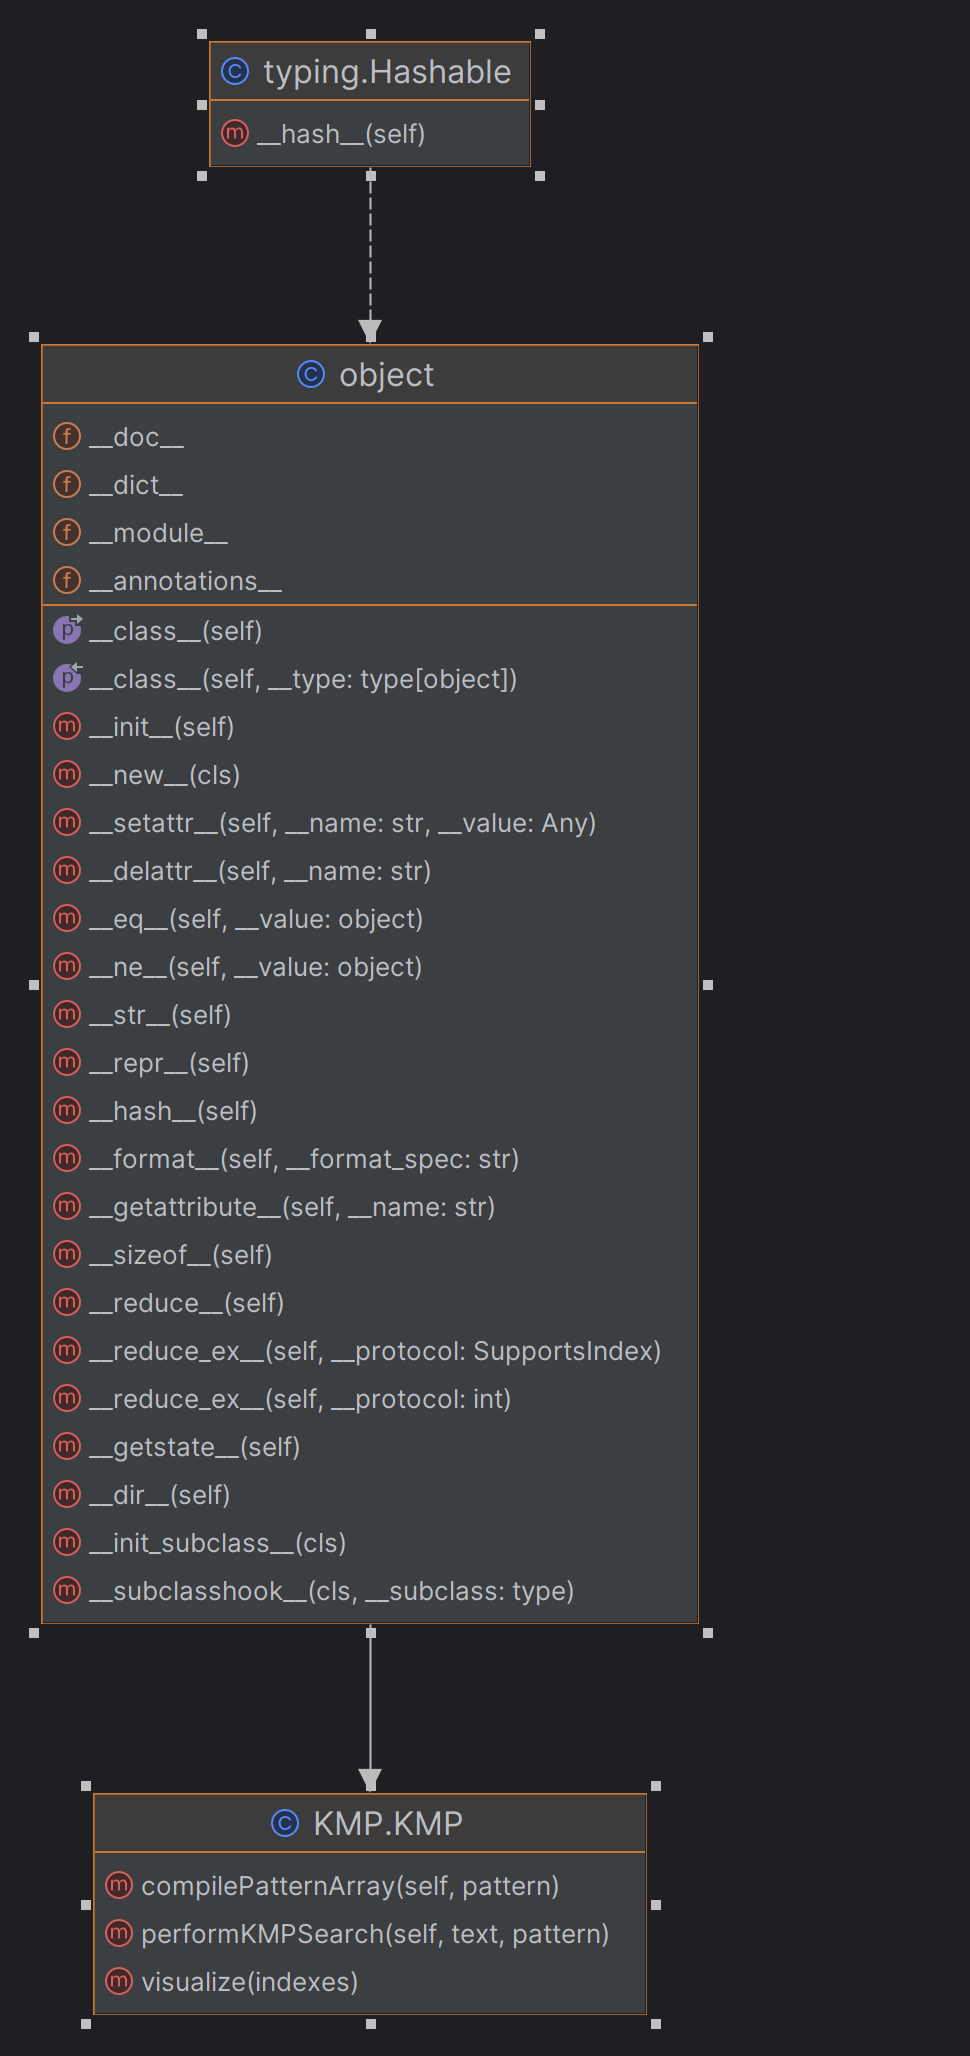 typing.Hashable
__hash__(self)
object
__doc__
__dict__
__module__
__annotations__
__class__(self)
__class__(self, __type: type[object])
__init__(self)
__new__(cls)
__setattr__(self, __name: str, __value: Any)
__delattr__(self, __name: str)
__eq__(self, __value: object)
__ne__(self, __value: object)
__str__(self)
__repr__(self)
__hash__(self)
__format__(self, __format_spec: str)
__getattribute__(self, __name: str)
__sizeof__(self)
__reduce__(self)
__reduce_ex__(self, __protocol: SupportsIndex)
__reduce_ex__(self, __protocol: int)
__getstate__(self)
__dir__(self)
__init_subclass__(cls)
__subclasshook__(cls, __subclass: type)
KMP.KMP
compilePatternArray(self, pattern)
performKMPSearch(self, text, pattern)
visualize(indexes)